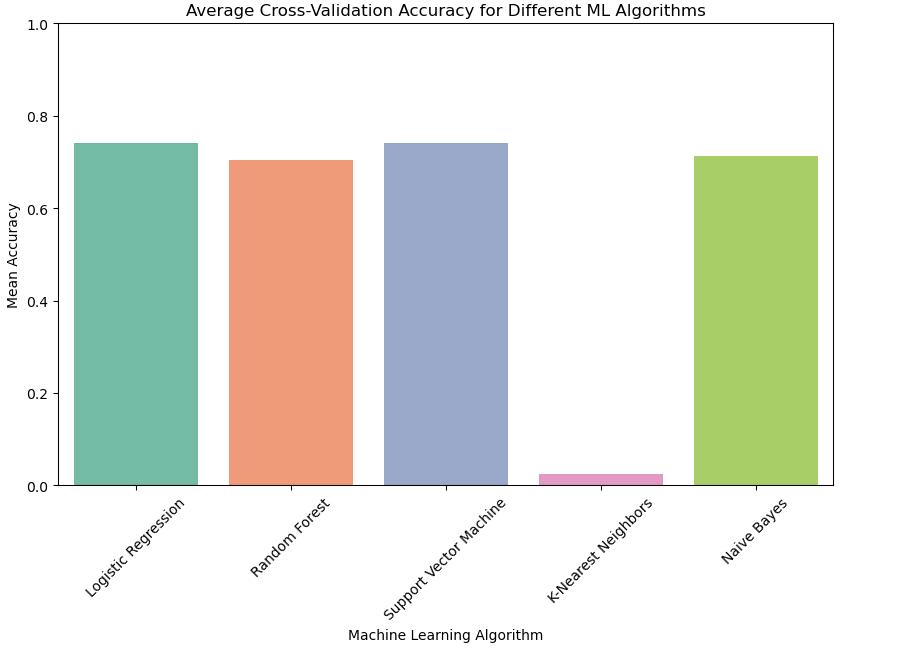 Average Cross-Validation Accuracy for Different ML Algorithms
1.0
0.8
0.6
0.4
0.2
0.0
Mean Accuracy
Logistic Regression
Random Forest
Support Vector Machine
K-Nearest Neighbors
Naive Bayes
Machine Learning Algorithm